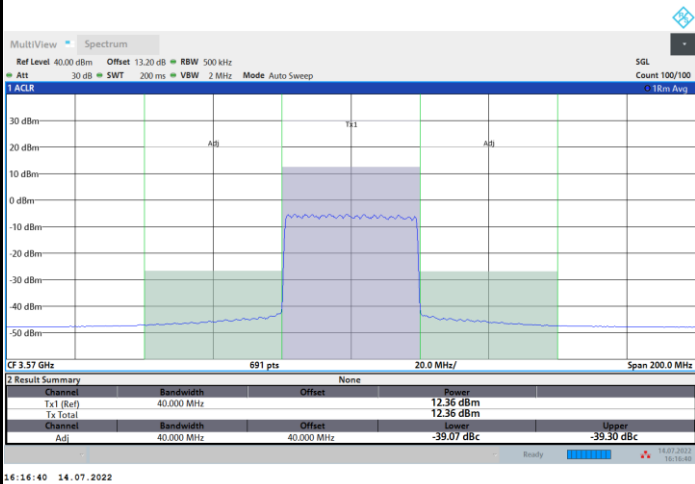 MultiView Spectrum
Ref Level 40.00 dBm Offset 13.20 dB RBW 500 kHz SGL
Att 30 dB SWT 200 ms VBW 2 MHz Mode Auto Sweep Count 100/100
1 ACLR 1Rm Avg
30 dBm
Tx1
20 dBm
Adj Adj
10 dBm
0 dBm
-10 dBm
-20 dBm
-30 dBm
-40 dBm
-50 dBm
CF 3.57 GHz 691 pts 20.0 MHz/ Span 200.0 MHz
2 Result Summary None
Channel Bandwidth Offset Power
Tx1 (Ref) 40.000 MHz 12.36 dBm
Tx Total 12.36 dBm
Channel Bandwidth Offset Lower Upper
Adj 40.000 MHz 40.000 MHz -39.07 dBc -39.30 dBc
Ready 14.07.2022
16:16:40
16:16:40 14.07.2022